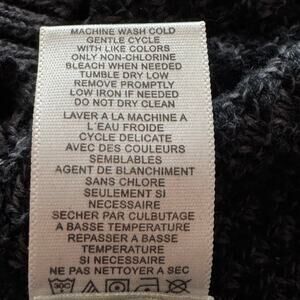 MACHINE WASH COLD
GENTLE CYCLE
WITH LIKE COLORS
ONLY NON-CHLORINE
BLEACH WHEN NEEDED
TUMBLE DRY LOW
REMOVE PROMPTLY
LOW IRON IF NEEDED
DO NOT DRY CLEAN
LAVER A LA MACHINE A
L'EAU FROIDE
CYCLE DELICATE
AVEC DES COULEURS
SEMBLABLES
AGENT DE BLANCHIMENT
SANS CHLORE
SEULEMENT SI
NECESSAIRE
SECHER PAR CULBUTAGE
A BASSE TEMPERATURE
REPASSER A BASSE
TEMPERATURE
SI NECESSAIRE
NE PAS NETTOYER A SEC
30C